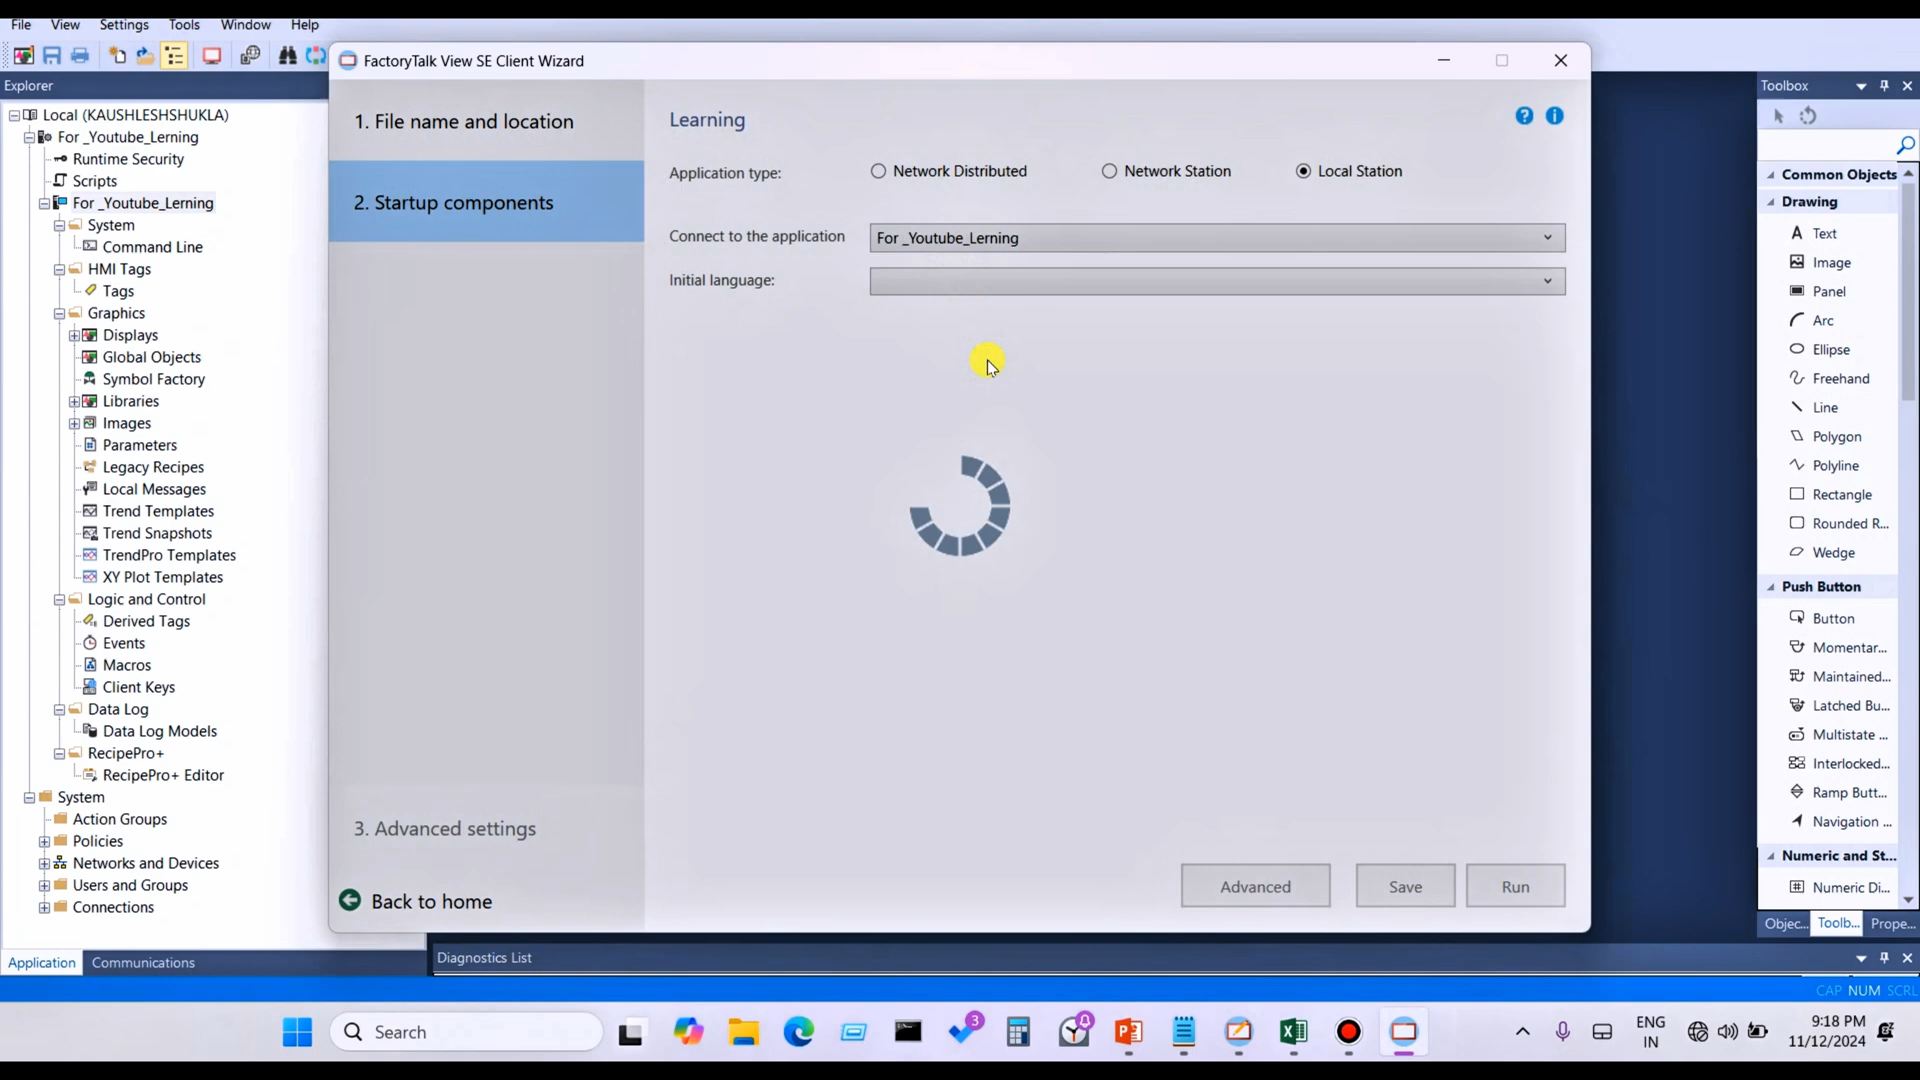 File View Settings Tools Window Help
Explorer
Local (KAUSHLESHSHUKLA)
For _Youtube_Lerning
Runtime Security
Scripts
For _Youtube_Lerning
System
Command Line
HMI Tags
Tags
Graphics
Displays
Global Objects
Symbol Factory
Libraries
Images
Parameters
Legacy Recipes
Local Messages
Trend Templates
Trend Snapshots
TrendPro Templates
XY Plot Templates
Logic and Control
Derived Tags
Events
Macros
Client Keys
Data Log
Data Log Models
RecipePro+
RecipePro+ Editor
System
Action Groups
Policies
Networks and Devices
Users and Groups
Connections
Application Communications
FactoryTalk View SE Client Wizard
1. File name and location
2. Startup components
3. Advanced settings
Back to home
Learning
Application type: Network Distributed Network Station Local Station
Connect to the application For _Youtube_Lerning
Initial language:
Advanced Save Run
Diagnostics List
Toolbox
Common Objects
Drawing
Text
Image
Panel
Arc
Ellipse
Freehand
Line
Polygon
Polyline
Rectangle
Rounded R...
Wedge
Push Button
Button
Momentar...
Maintained...
Latched Bu...
Multistate ...
Interlocked...
Ramp Butt...
Navigation ...
Numeric and St...
Numeric Di...
Objec... Toolb... Prope...
CAP NUM SCRL
Search
3
ENG
IN
9:18 PM
11/12/2024